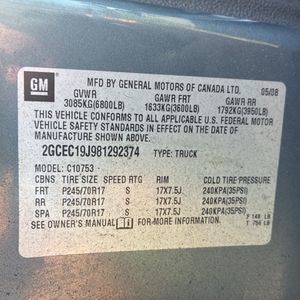 GM
MFD BY GENERAL MOTORS OF CANADA LTD.
05/08
GVWR GAWR FRT GAWR RR
3085KG(6800LB) 1633KG(3600LB) 1792KG(3950LB)
THIS VEHICLE CONFORMS TO ALL APPLICABLE U.S. FEDERAL MOTOR
VEHICLE SAFETY STANDARDS IN EFFECT ON THE DATE OF
MANUFACTURE SHOWN ABOVE.
2GCEC19J981292374 TYPE: TRUCK
C10753
CBNS. TIRE SIZE SPEED RTG RIM COLD TIRE PRESSURE
FRT P245/70R17 S 17X7.5J 240KPA(35PSI)
RR P245/70R17 S 17X7.5J 240KPA(35PSI)
SPA P245/70R17 S 17X7.5J 240KPA(35PSI)
SEE OWNER'S MANUAL FOR MORE INFORMATION.
F 148 LB
T 756 LB